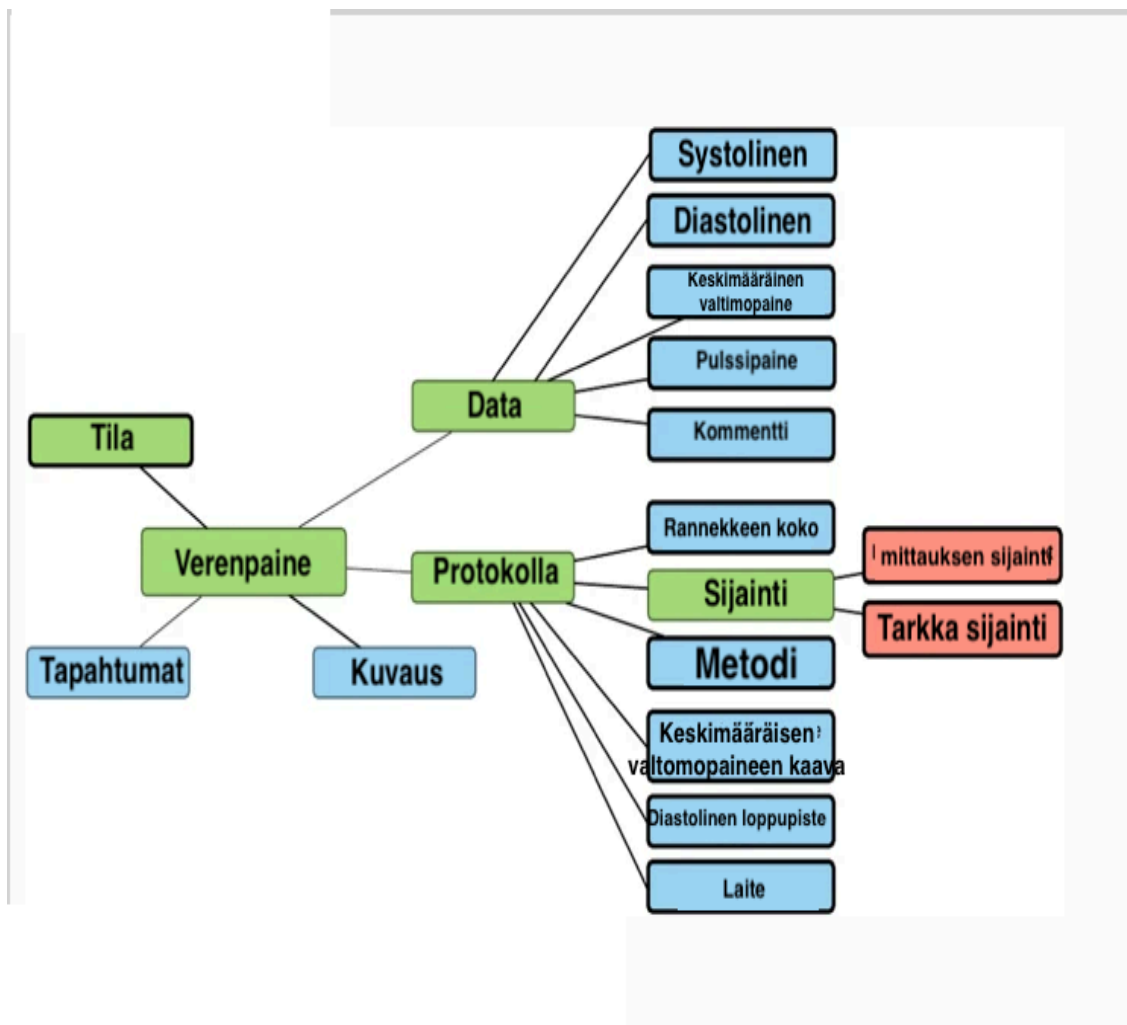 Systolinen
Diastolinen
Keskimääräinen
valtimopaine
Pulssipaine
Kommentti
Data
Tila
Verenpaine
Tapahtumat
Kuvaus
Protokolla
Rannekkeen koko
Sijainti
mittauksen sijainti
Tarkka sijainti
Metodi
Keskimääräisen
valtomopaineen kaava
Diastolinen loppupiste
Laite